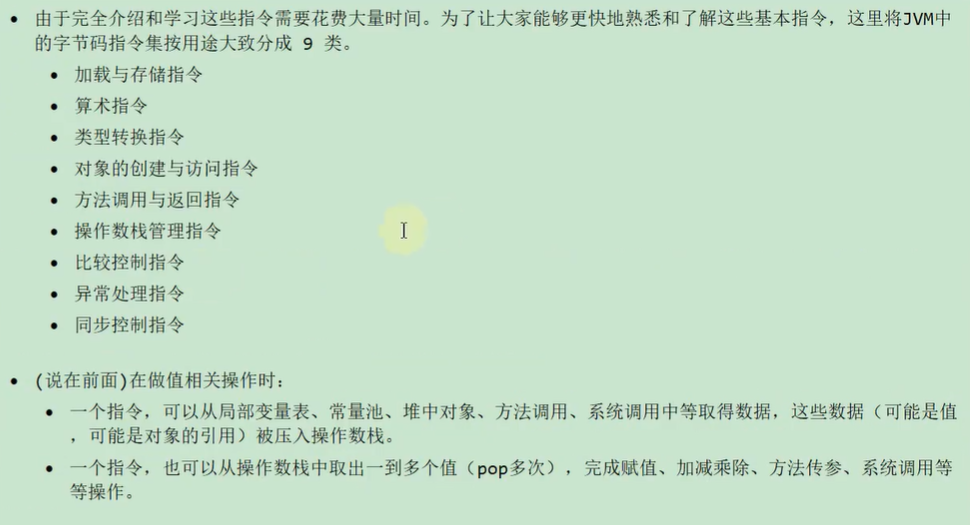 由于完全介绍和学习这些指令需要花费大量时间。为了让大家能够更快地熟悉和了解这些基本指令，这里将JVM中
的字节码指令集按用途大致分成 9 类。
加载与存储指令
算术指令
类型转换指令
对象的创建与访问指令
方法调用与返回指令
操作数栈管理指令
比较控制指令
异常处理指令
同步控制指令
(说在前面)在做值相关操作时：
一个指令，可以从局部变量表、常量池、堆中对象、方法调用、系统调用中等取得数据，这些数据（可能是值
，可能是对象的引用）被压入操作数栈。
一个指令，也可以从操作数栈中取出一到多个值（pop多次），完成赋值、加减乘除、方法传参、系统调用等
等操作。